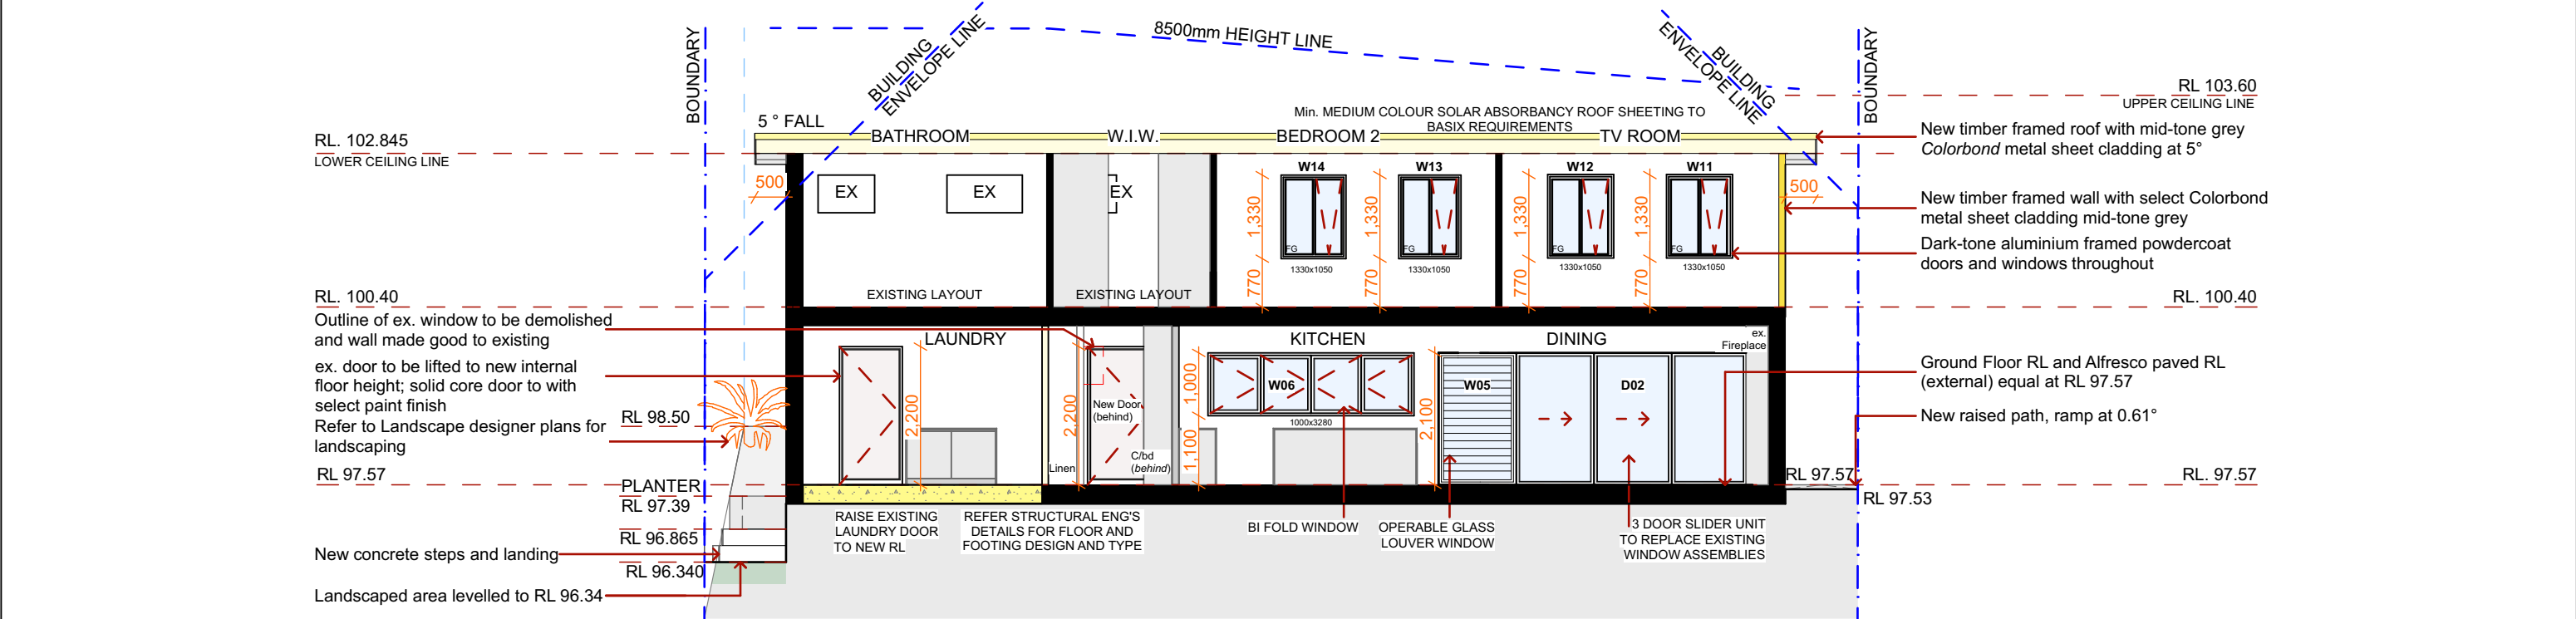 BOUNDARY
BUILDING
ENVELOPE LINE
8500mm HEIGHT LINE
BUILDING
ENVELOPE LINE
BOUNDARY
RL 103.60
UPPER CEILING LINE
5 ° FALL
Min. MEDIUM COLOUR SOLAR ABSORBANCY ROOF SHEETING TO
BASIX REQUIREMENTS
RL. 102.845
LOWER CEILING LINE
BATHROOM
W.I.W.
BEDROOM 2
TV ROOM
New timber framed roof with mid-tone grey
Colorbond metal sheet cladding at 5°
500
EX
EX
EX
W14
W13
W12
W11
500
1,330
1,330
1,330
1,330
FG
FG
FG
FG
1330x1050
1330x1050
1330x1050
1330x1050
770
770
770
770
New timber framed wall with select Colorbond
metal sheet cladding mid-tone grey
Dark-tone aluminium framed powdercoat
doors and windows throughout
EXISTING LAYOUT
EXISTING LAYOUT
RL. 100.40
RL. 100.40
Outline of ex. window to be demolished
and wall made good to existing
LAUNDRY
KITCHEN
DINING
ex.
Fireplace
ex. door to be lifted to new internal
floor height; solid core door to with
select paint finish
Refer to Landscape designer plans for
landscaping
RL 98.50
2,200
2,200
New Door
(behind)
Linen
C/bd
(behind)
1,000
1,100
W06
1000x3280
2,100
W05
D02
Ground Floor RL and Alfresco paved RL
(external) equal at RL 97.57
New raised path, ramp at 0.61°
RL 97.57
RL 97.57
RL. 97.57
RL 97.53
PLANTER
RL 97.39
RL 96.865
RL 96.340
RAISE EXISTING
LAUNDRY DOOR
TO NEW RL
REFER STRUCTURAL ENG'S
DETAILS FOR FLOOR AND
FOOTING DESIGN AND TYPE
BI FOLD WINDOW
OPERABLE GLASS
LOUVER WINDOW
3 DOOR SLIDER UNIT
TO REPLACE EXISTING
WINDOW ASSEMBLIES
New concrete steps and landing
Landscaped area levelled to RL 96.34